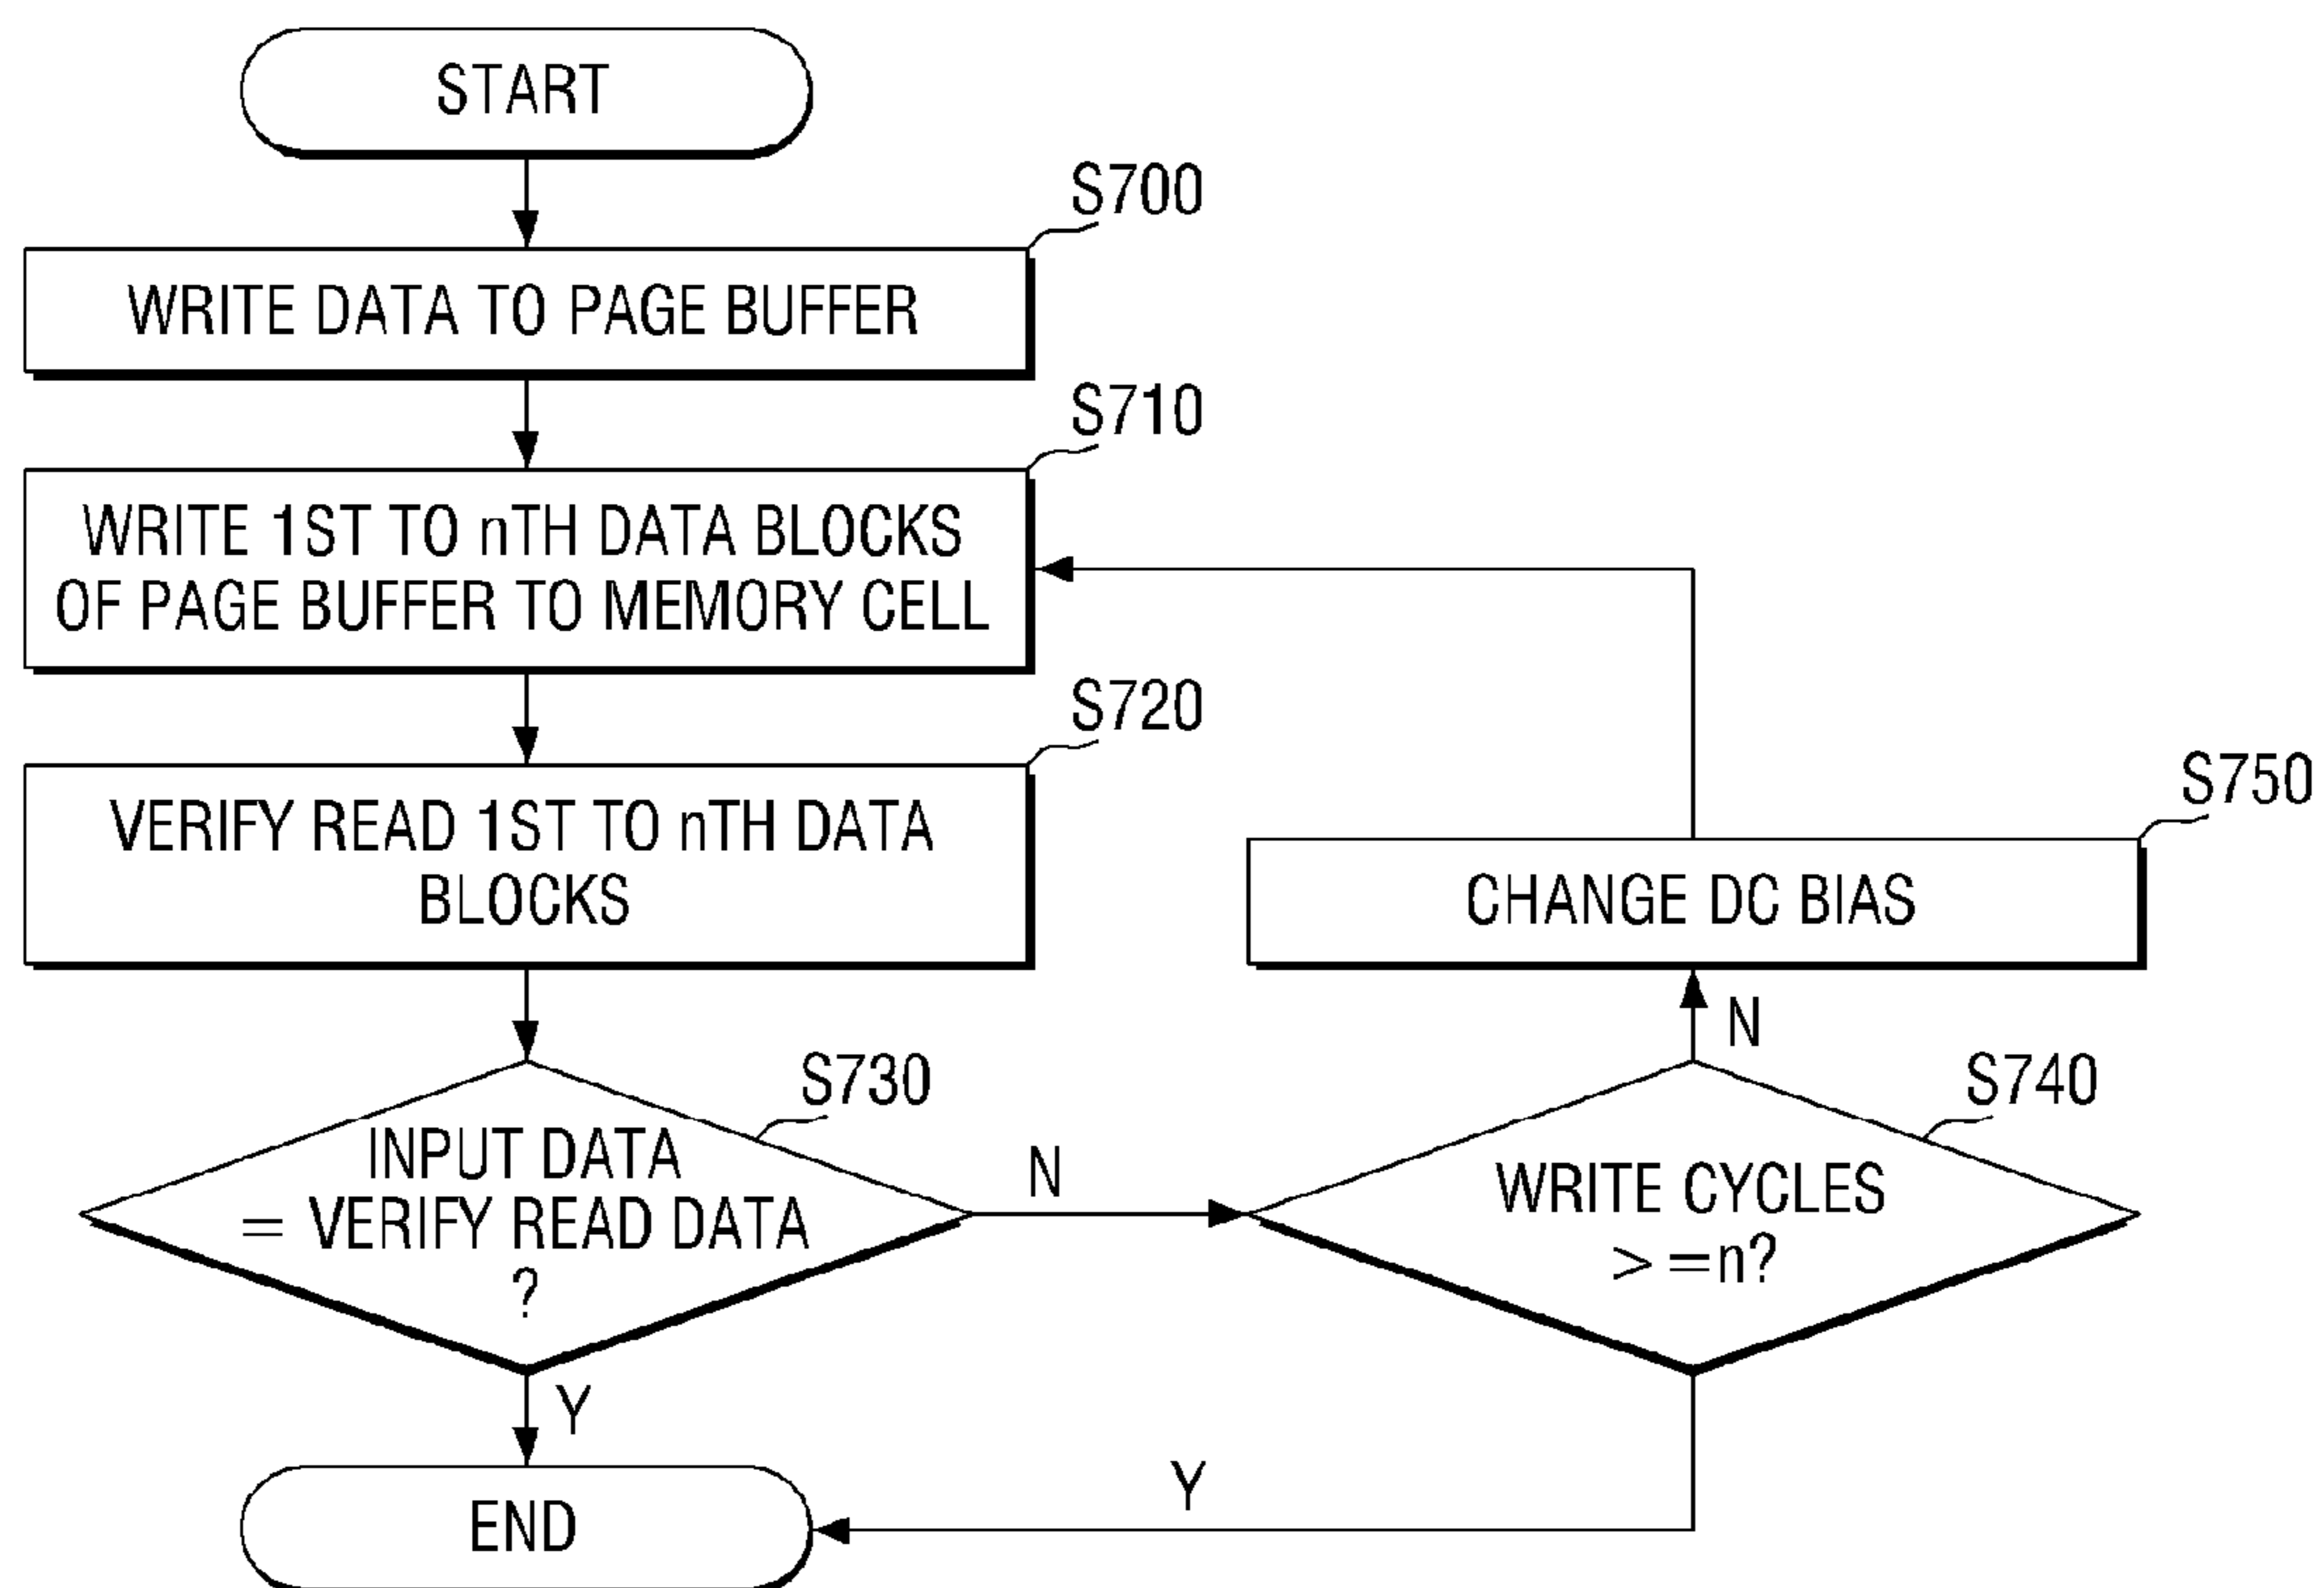 START
S700
WRITE DATA TO PAGE BUFFER
S710
WRITE 1ST TO nTH DATA BLOCKS
OF PAGE BUFFER TO MEMORY CELL
S720
VERIFY READ 1ST TO nTH DATA
BLOCKS
S750
CHANGE DC BIAS
N
S730
INPUT DATA
= VERIFY READ DATA
?
N
S740
WRITE CYCLES
>=n?
Y
Y
END